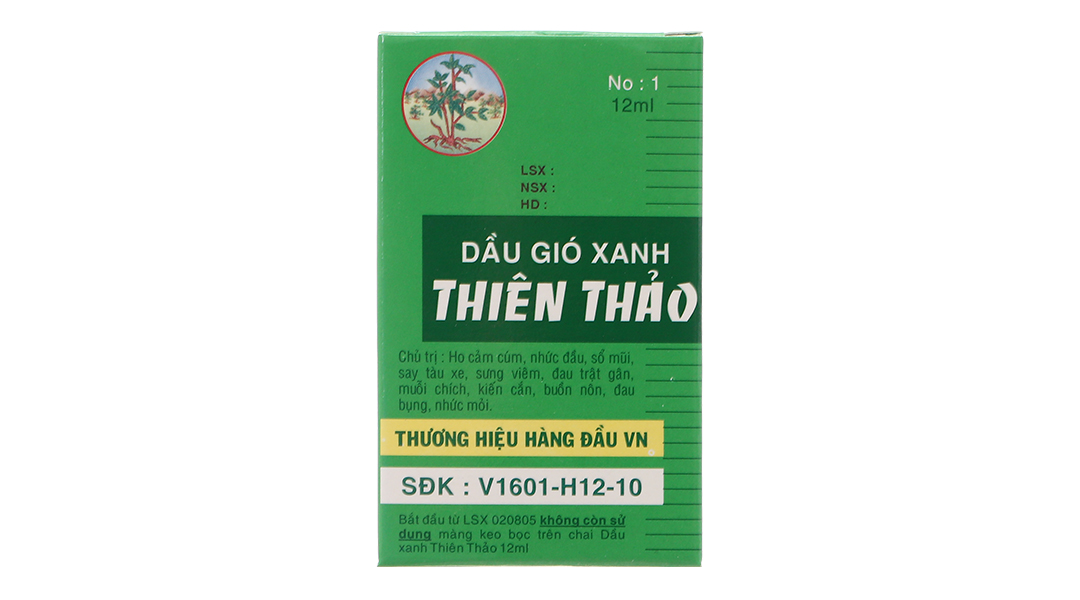 No : 1
12ml
LSX :
NSX :
HD :
DẦU GIÓ XANH
THIÊN THẢO
Chủ trị : Ho cảm cúm, nhức đầu, sổ mũi,
say tàu xe, sưng viêm, đau trật gân,
muỗi chích, kiến cắn, buồn nôn, đau
bụng, nhức mỏi.
THƯƠNG HIỆU HÀNG ĐẦU VN
SĐK : V1601-H12-10
Bắt đầu từ LSX 020805 không còn sử
dụng màng keo bọc trên chai Dầu
xanh Thiên Thảo 12ml